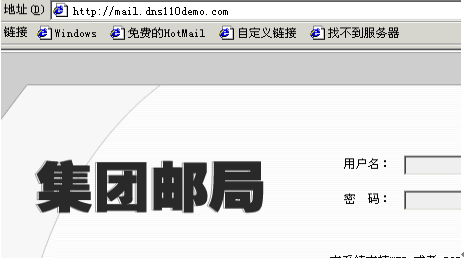 地址(D) http://mail.dns110demo.com
链接 Windows 免费的HotMail 自定义链接 找不到服务器
用户名：
集团邮局
密 码：